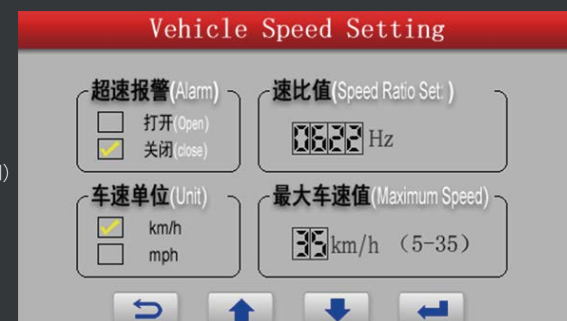 Vehicle Speed Setting
超速报警(Alarm)
打开(Open)
关闭(close)
速比值(Speed Ratio Set: )
0622 Hz
车速单位(Unit)
km/h
mph
最大车速值(Maximum Speed)
35 km/h （5-35）
)